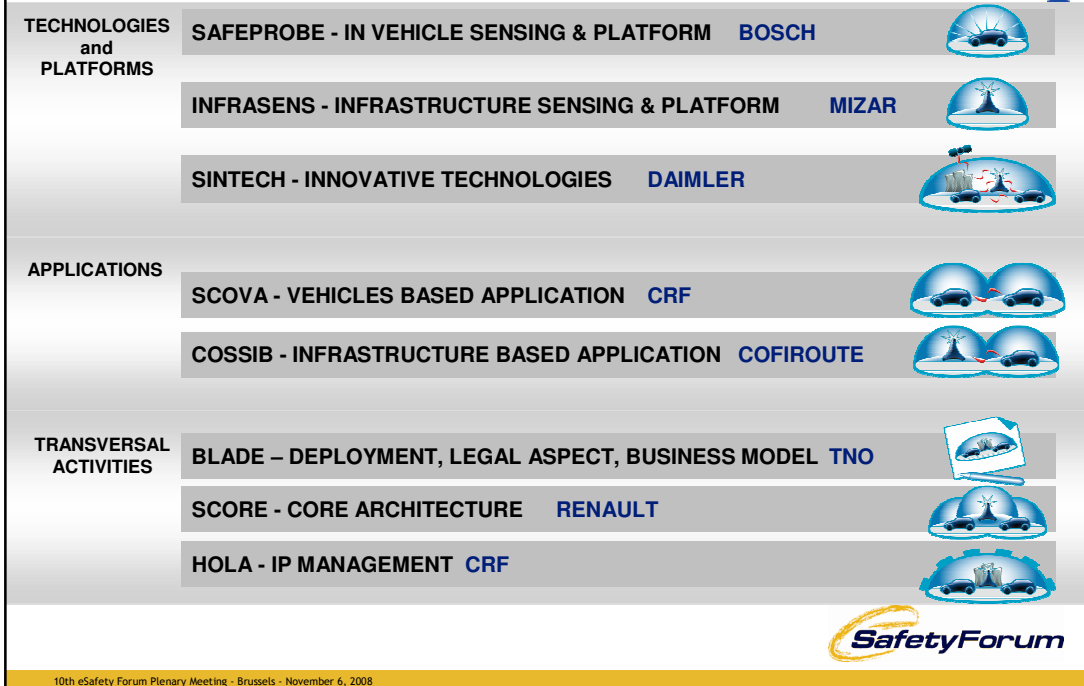 TECHNOLOGIES
and
PLATFORMS
SAFEPROBE - IN VEHICLE SENSING & PLATFORM BOSCH
INFRASENS - INFRASTRUCTURE SENSING & PLATFORM MIZAR
SINTECH - INNOVATIVE TECHNOLOGIES DAIMLER
APPLICATIONS
SCOVA - VEHICLES BASED APPLICATION CRF
COSSIB - INFRASTRUCTURE BASED APPLICATION COFIROUTE
TRANSVERSAL
ACTIVITIES
BLADE – DEPLOYMENT, LEGAL ASPECT, BUSINESS MODEL TNO
SCORE - CORE ARCHITECTURE RENAULT
HOLA - IP MANAGEMENT CRF
eSafetyForum
10th eSafety Forum Plenary Meeting - Brussels - November 6, 2008